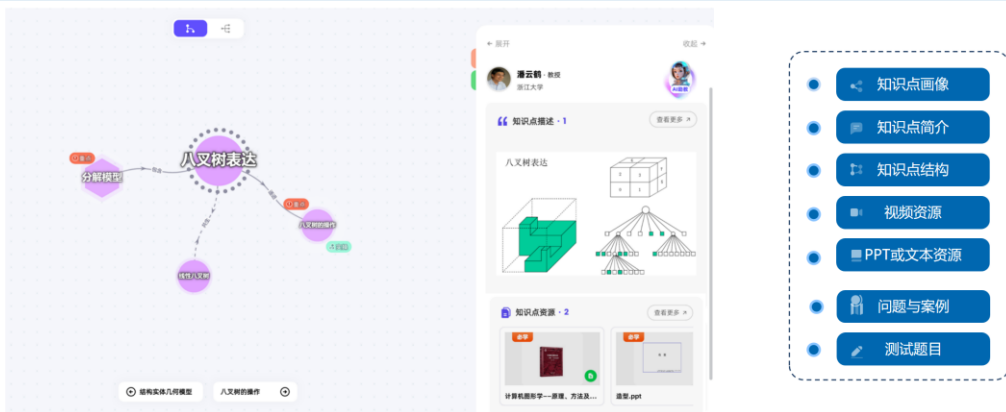 ← 展开
收起 →
潘云鹤 · 教授
浙江大学
知识点描述 · 1
查看更多 ↗
八叉树表达
八叉树表达
分解模型
八叉树的操作
线性八叉树
知识点资源 · 2
查看更多 ↗
必学
必学
计算机图形学--原理、方法及...
造型.ppt
结构实体几何模型
八叉树的操作
知识点画像
知识点简介
知识点结构
视频资源
PPT或文本资源
问题与案例
测试题目